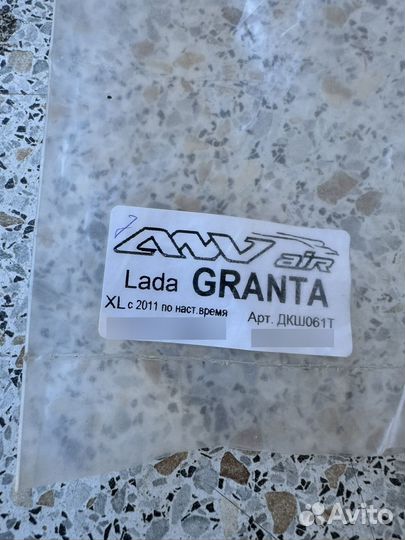 ANV air
Lada GRANTA
XL с 2011 по наст.время
Арт. ДКШ061Т
Avito